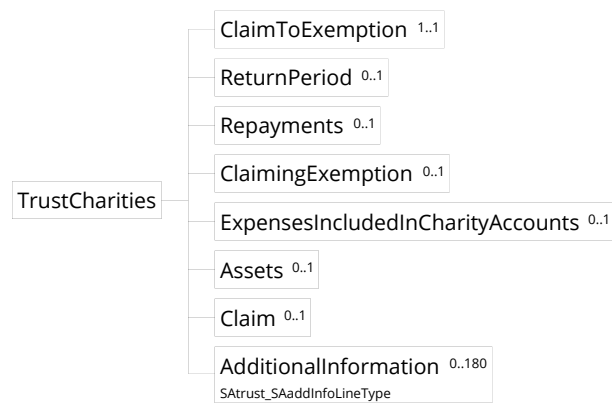 ClaimToExemption 1..1
ReturnPeriod 0..1
Repayments 0..1
ClaimingExemption 0..1
TrustCharities
ExpensesIncludedInCharityAccounts 0..1
Assets 0..1
Claim 0..1
AdditionalInformation 0..180
SAtrust_SAaddInfoLineType